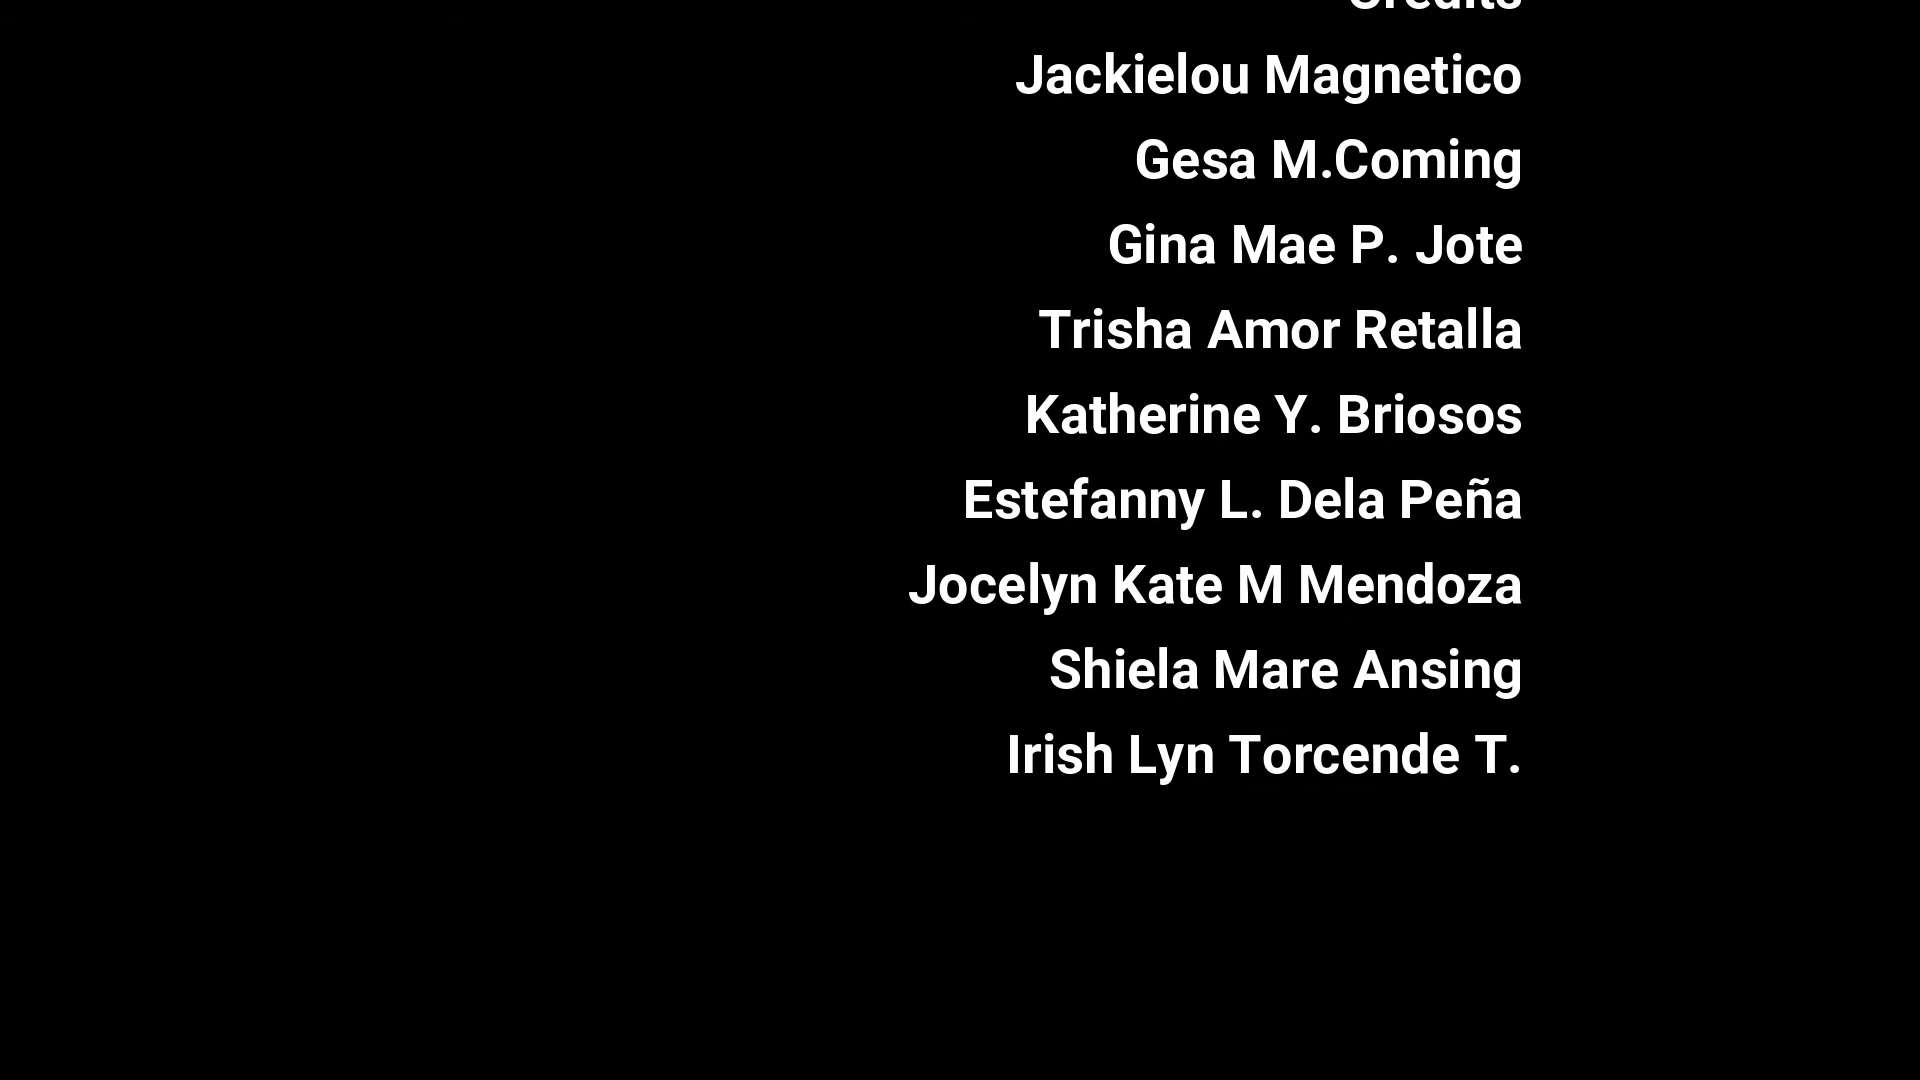 Credits
Jackielou Magnetico
Gesa M.Coming
Gina Mae P. Jote
Trisha Amor Retalla
Katherine Y. Briosos
Estefanny L. Dela Peña
Jocelyn Kate M Mendoza
Shiela Mare Ansing
Irish Lyn Torcende T.